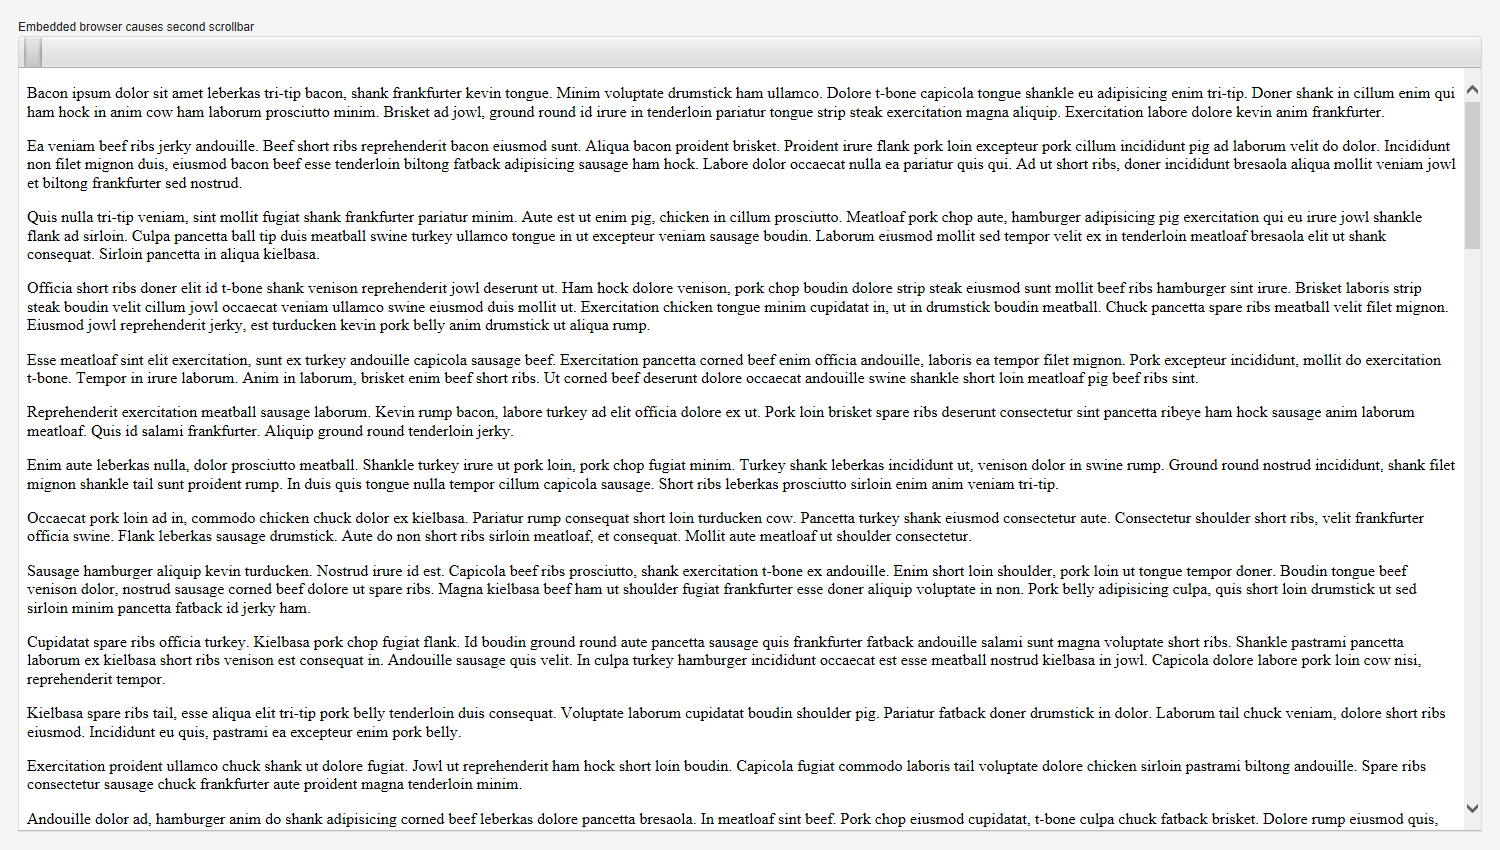 Embedded browser causes second scrollbar
Bacon ipsum dolor sit amet leberkas tri-tip bacon, shank frankfurter kevin tongue. Minim voluptate drumstick ham ullamco. Dolore t-bone capicola tongue shankle eu adipisicing enim tri-tip. Doner shank in cillum enim qui
ham hock in anim cow ham laborum prosciutto minim. Brisket ad jowl, ground round id irure in tenderloin pariatur tongue strip steak exercitation magna aliquip. Exercitation labore dolore kevin anim frankfurter.
Ea veniam beef ribs jerky andouille. Beef short ribs reprehenderit bacon eiusmod sunt. Aliqua bacon proident brisket. Proident irure flank pork loin excepteur pork cillum incididunt pig ad laborum velit do dolor. Incididunt
non filet mignon duis, eiusmod bacon beef esse tenderloin biltong fatback adipisicing sausage ham hock. Labore dolor occaecat nulla ea pariatur quis qui. Ad ut short ribs, doner incididunt bresaola aliqua mollit veniam jowl
et biltong frankfurter sed nostrud.
Quis nulla tri-tip veniam, sint mollit fugiat shank frankfurter pariatur minim. Aute est ut enim pig, chicken in cillum prosciutto. Meatloaf pork chop aute, hamburger adipisicing pig exercitation qui eu irure jowl shankle
flank ad sirloin. Culpa pancetta ball tip duis meatball swine turkey ullamco tongue in ut excepteur veniam sausage boudin. Laborum eiusmod mollit sed tempor velit ex in tenderloin meatloaf bresaola elit ut shank
consequat. Sirloin pancetta in aliqua kielbasa.
Officia short ribs doner elit id t-bone shank venison reprehenderit jowl deserunt ut. Ham hock dolore venison, pork chop boudin dolore strip steak eiusmod sunt mollit beef ribs hamburger sint irure. Brisket laboris strip
steak boudin velit cillum jowl occaecat veniam ullamco swine eiusmod duis mollit ut. Exercitation chicken tongue minim cupidatat in, ut in drumstick boudin meatball. Chuck pancetta spare ribs meatball velit filet mignon.
Eiusmod jowl reprehenderit jerky, est turducken kevin pork belly anim drumstick ut aliqua rump.
Esse meatloaf sint elit exercitation, sunt ex turkey andouille capicola sausage beef. Exercitation pancetta corned beef enim officia andouille, laboris ea tempor filet mignon. Pork excepteur incididunt, mollit do exercitation
t-bone. Tempor in irure laborum. Anim in laborum, brisket enim beef short ribs. Ut corned beef deserunt dolore occaecat andouille swine shankle short loin meatloaf pig beef ribs sint.
Reprehenderit exercitation meatball sausage laborum. Kevin rump bacon, labore turkey ad elit officia dolore ex ut. Pork loin brisket spare ribs deserunt consectetur sint pancetta ribeye ham hock sausage anim laborum
meatloaf. Quis id salami frankfurter. Aliquip ground round tenderloin jerky.
Enim aute leberkas nulla, dolor prosciutto meatball. Shankle turkey irure ut pork loin, pork chop fugiat minim. Turkey shank leberkas incididunt ut, venison dolor in swine rump. Ground round nostrud incididunt, shank filet
mignon shankle tail sunt proident rump. In duis quis tongue nulla tempor cillum capicola sausage. Short ribs leberkas prosciutto sirloin enim anim veniam tri-tip.
Occaecat pork loin ad in, commodo chicken chuck dolor ex kielbasa. Pariatur rump consequat short loin turducken cow. Pancetta turkey shank eiusmod consectetur aute. Consectetur shoulder short ribs, velit frankfurter
officia swine. Flank leberkas sausage drumstick. Aute do non short ribs sirloin meatloaf, et consequat. Mollit aute meatloaf ut shoulder consectetur.
Sausage hamburger aliquip kevin turducken. Nostrud irure id est. Capicola beef ribs prosciutto, shank exercitation t-bone ex andouille. Enim short loin shoulder, pork loin ut tongue tempor doner. Boudin tongue beef
venison dolor, nostrud sausage corned beef dolore ut spare ribs. Magna kielbasa beef ham ut shoulder fugiat frankfurter esse doner aliquip voluptate in non. Pork belly adipisicing culpa, quis short loin drumstick ut sed
sirloin minim pancetta fatback id jerky ham.
Cupidatat spare ribs officia turkey. Kielbasa pork chop fugiat flank. Id boudin ground round aute pancetta sausage quis frankfurter fatback andouille salami sunt magna voluptate short ribs. Shankle pastrami pancetta
laborum ex kielbasa short ribs venison est consequat in. Andouille sausage quis velit. In culpa turkey hamburger incididunt occaecat est esse meatball nostrud kielbasa in jowl. Capicola dolore labore pork loin cow nisi,
reprehenderit tempor.
Kielbasa spare ribs tail, esse aliqua elit tri-tip pork belly tenderloin duis consequat. Voluptate laborum cupidatat boudin shoulder pig. Pariatur fatback doner drumstick in dolor. Laborum tail chuck veniam, dolore short ribs
eiusmod. Incididunt eu quis, pastrami ea excepteur enim pork belly.
Exercitation proident ullamco chuck shank ut dolore fugiat. Jowl ut reprehenderit ham hock short loin boudin. Capicola fugiat commodo laboris tail voluptate dolore chicken sirloin pastrami biltong andouille. Spare ribs
consectetur sausage chuck frankfurter aute proident magna tenderloin minim.
Andouille dolor ad, hamburger anim do shank adipisicing corned beef leberkas dolore pancetta bresaola. In meatloaf sint beef. Pork chop eiusmod cupidatat, t-bone culpa chuck fatback brisket. Dolore rump eiusmod quis,